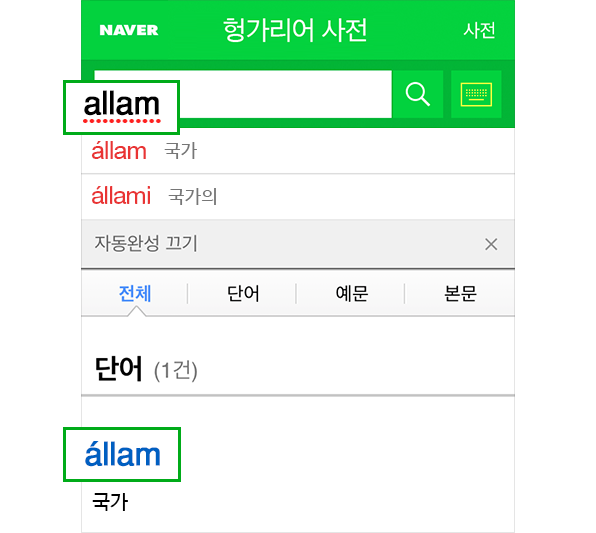 NAVER 헝가리어 사전 사전
allam
állam 국가
állami 국가의
자동완성 끄기 ×
전체 단어 예문 본문
단어 (1건)
állam
국가